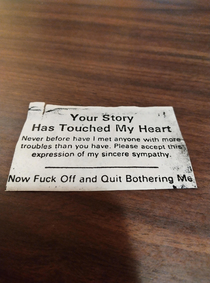 Your Story
Has Touched My Heart
Never before have I met anyone with more
troubles than you have. Please accept this
expression of my sincere sympathy.
Now Fuck Off and Quit Bothering Me